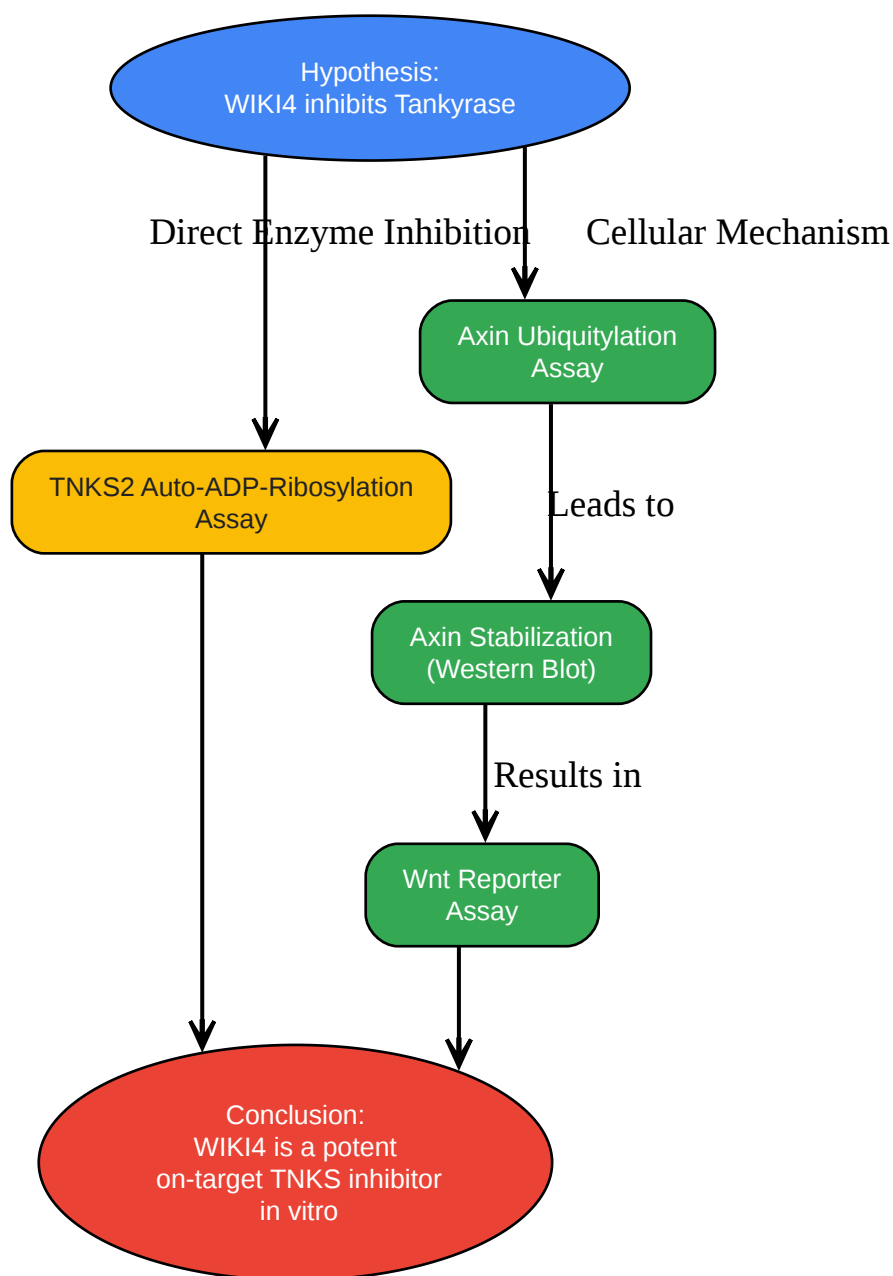 Hypothesis:
WIKI4 inhibits Tankyrase
Direct Enzyme Inhibition
Cellular Mechanism
Axin Ubiquitylation
Assay
TNKS2 Auto-ADP-Ribosylation
Assay
Leads to
Axin Stabilization
(Western Blot)
Results in
Wnt Reporter
Assay
Conclusion:
WIKI4 is a potent
on-target TNKS inhibitor
in vitro